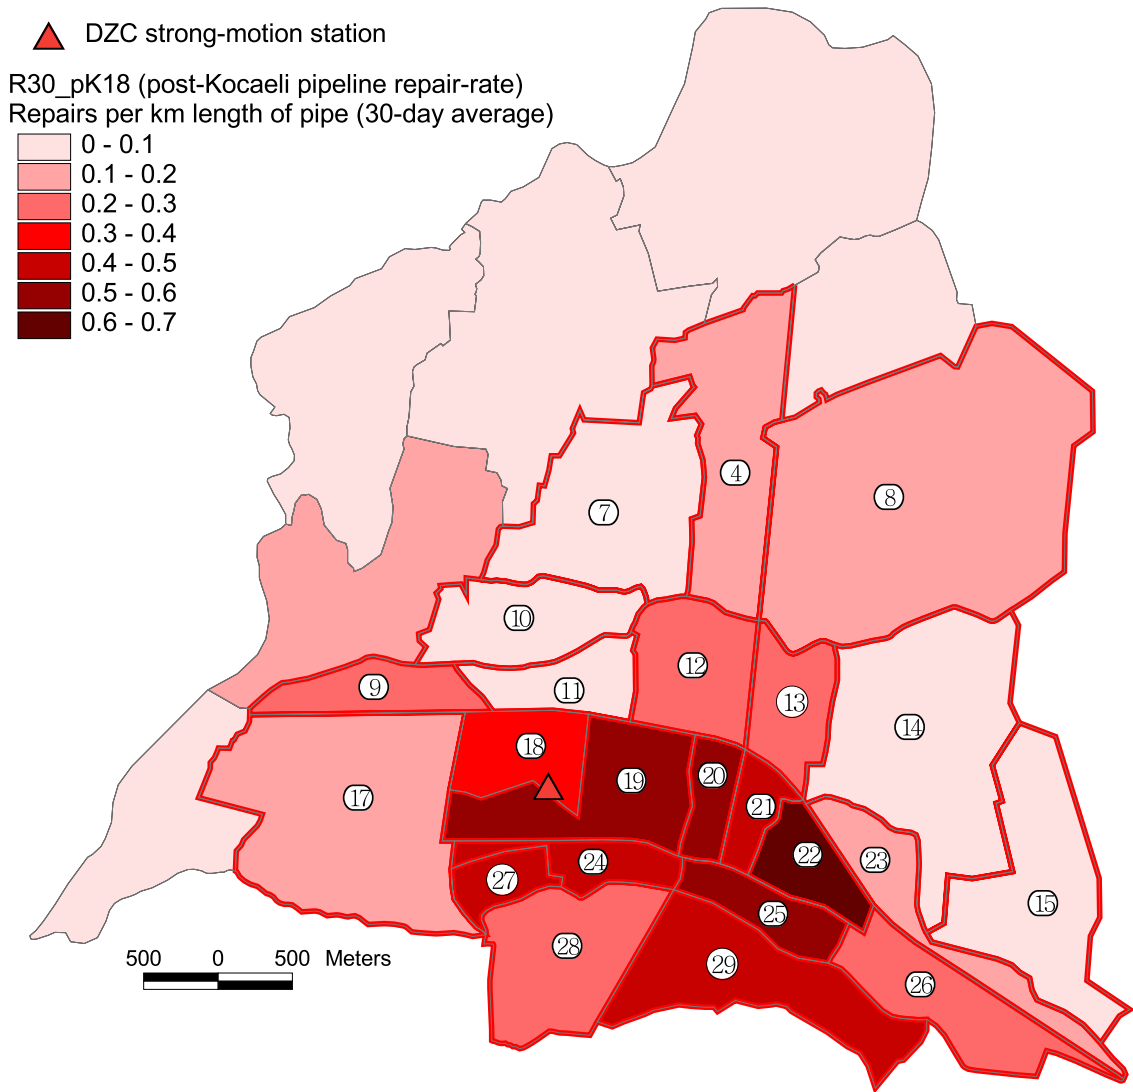 DZC strong-motion station
R30_pK18 (post-Kocaeli pipeline repair-rate)
Repairs per km length of pipe (30-day average)
0 - 0.1
0.1 - 0.2
0.2 - 0.3
0.3 - 0.4
0.4 - 0.5
0.5 - 0.6
0.6 - 0.7
4
8
7
10
12
9
11
13
14
18
19
20
17
21
22
23
24
27
15
25
28
29
26
500 0 500 Meters